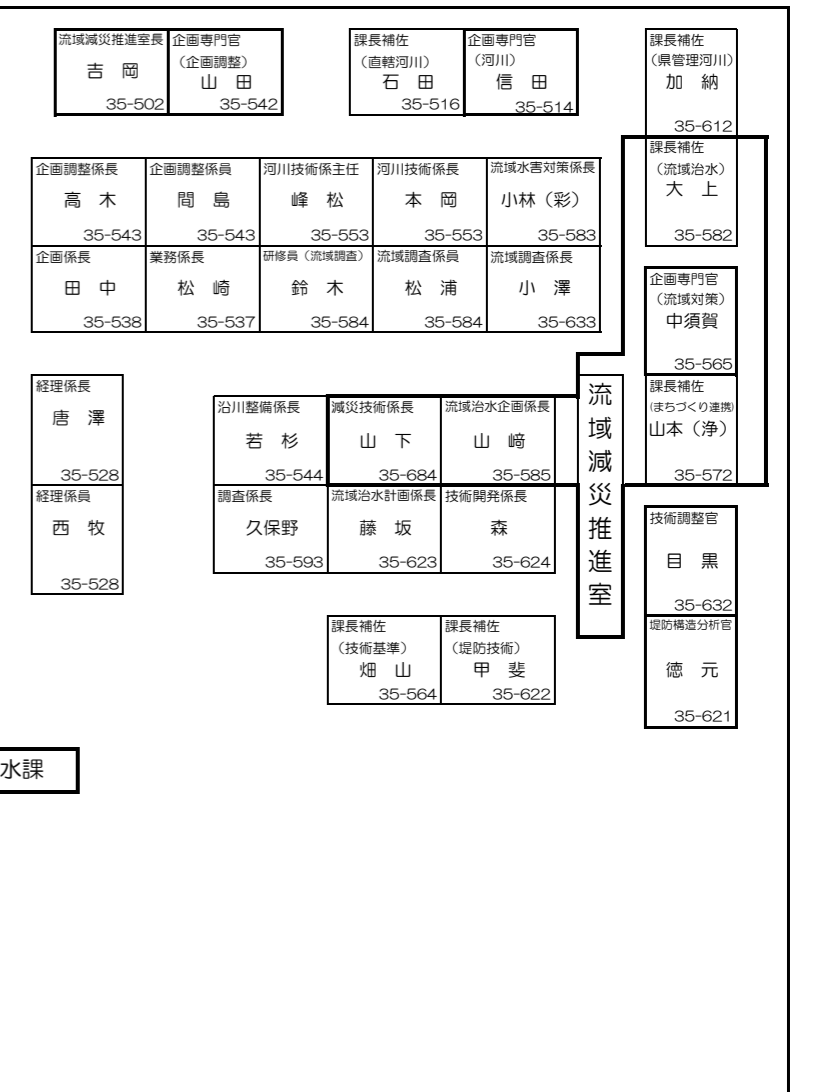 流域減災推進室長
吉 岡
35-502
企画専門官
（企画調整）
山 田
35-542
課長補佐
（直轄河川）
石 田
35-516
企画専門官
（河川）
信 田
35-514
課長補佐
（県管理河川）
加 納
35-612
課長補佐
（流域治水）
大 上
35-582
企画調整係長
高 木
35-543
企画調整係員
間 島
35-543
河川技術係主任
峰 松
35-553
河川技術係長
本 岡
35-553
流域水害対策係長
小林（彩）
35-583
企画係長
田 中
35-538
業務係長
松 崎
35-537
研修員（流域調査）
鈴 木
35-584
流域調査係員
松 浦
35-584
流域調査係長
小 澤
35-633
企画専門官
（流域対策）
中須賀
35-565
課長補佐
(まちづくり連携)
山本（浄）
35-572
経理係長
唐 澤
35-528
経理係員
西 牧
35-528
沿川整備係長
若 杉
35-544
減災技術係長
山 下
35-684
流域治水企画係長
山 﨑
35-585
調査係長
久保野
35-593
流域治水計画係長
藤 坂
35-623
技術開発係長
森
35-624
流域減災推進室
技術調整官
目 黒
35-632
堤防構造分析官
徳 元
35-621
課長補佐
（技術基準）
畑 山
35-564
課長補佐
（堤防技術）
甲 斐
35-622
水課